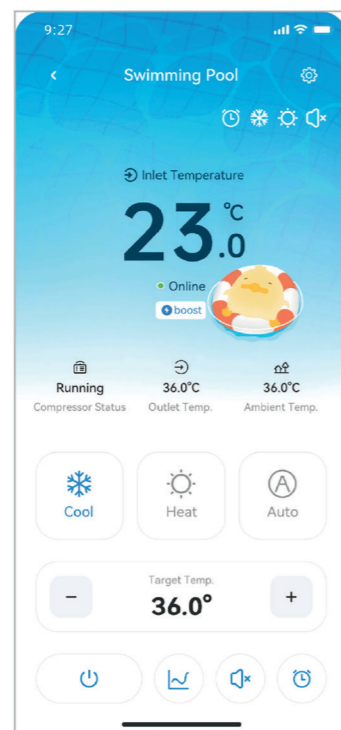 9:27
Swimming Pool
Inlet Temperature
23.0°C
Online
boost
Running 36.0°C 36.0°C
Compressor Status Outlet Temp. Ambient Temp.
Cool Heat Auto
Target Temp.
− 36.0° +